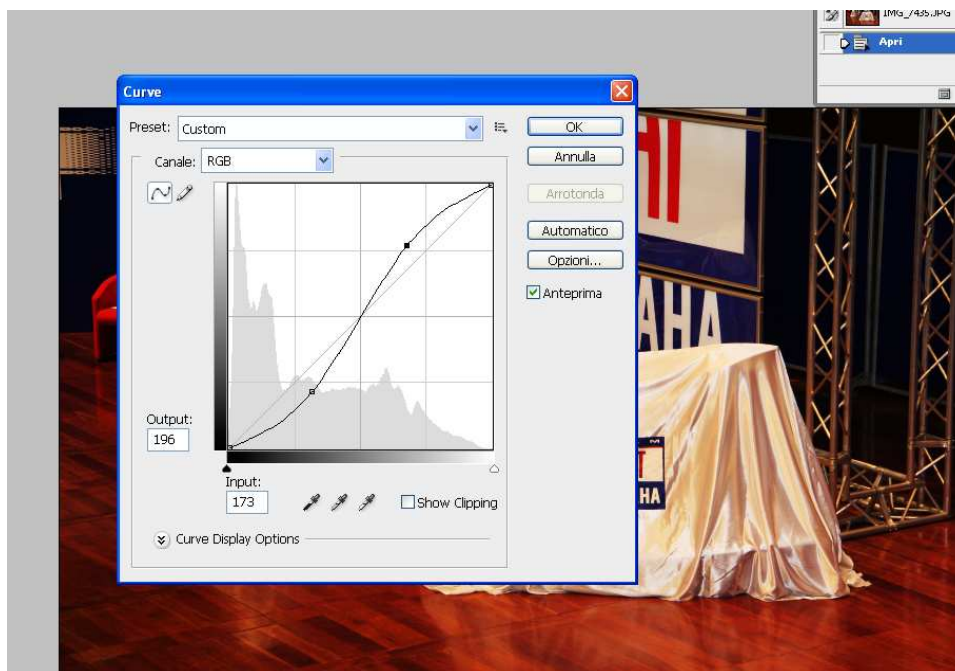 IMG_7435.JPG
Apri
Curve
Preset: Custom
OK
Canale: RGB
Annulla
Arrotonda
Automatico
Opzioni...
Anteprima
Output:
196
Input:
173
Show Clipping
Curve Display Options
AHA
HA